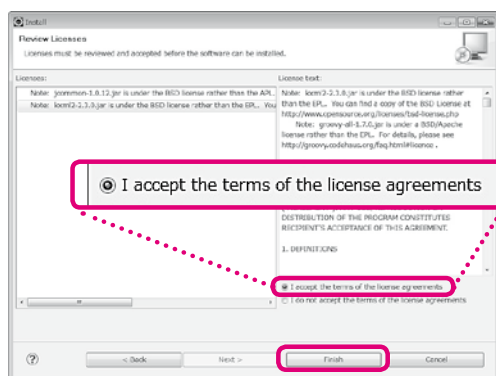 Install
Review Licenses
Licenses must be reviewed and accepted before the software can be installed.
Licenses:
Note: jcommon-1.0.12.jar is under the BSD license rather than the APL.
Note: icoml2-2.3.0.jar is under the BSD license rather than the EPL.. You
License text:
Note: icoml2-2.3.0.jar is under the BSD license rather
than the EPL.. You can find a copy of the BSD License at
http://www.opensource.org/licenses/bsd-license.php
Note: groovy-all-1.7.0.jar is under a BSD/Apache
license rather than the EPL. For details, please see
http://groovy.codehaus.org/faq.html#licence .
I accept the terms of the license agreements
DISTRIBUTION OF THE PROGRAM CONSTITUTES
RECIPIENT'S ACCEPTANCE OF THIS AGREEMENT.
1. DEFINITIONS
I accept the terms of the license agreements
I do not accept the terms of the license agreements
< Back
Next >
Finish
Cancel